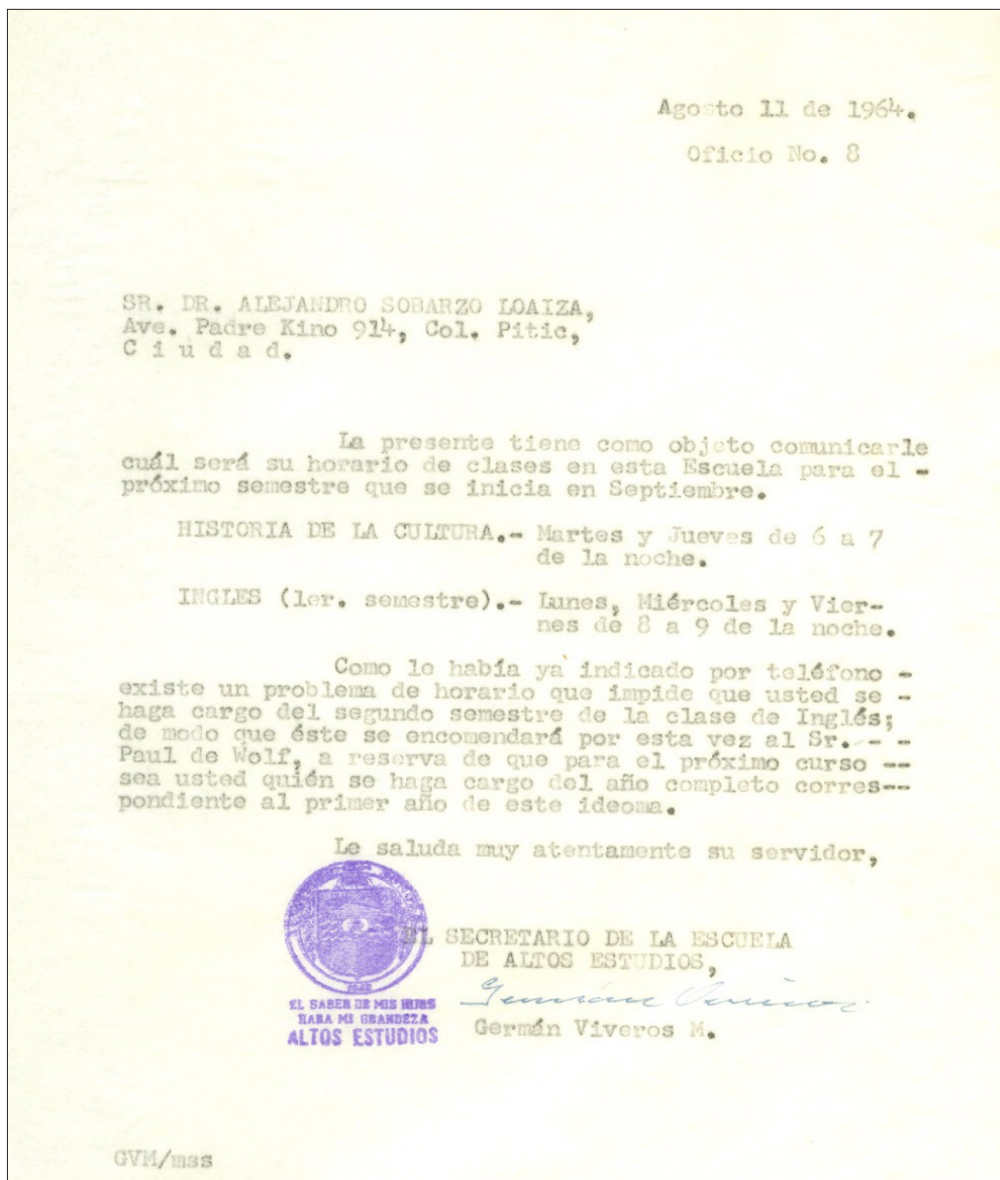 Agosto 11 de 1964.
Oficio No. 8
SR. DR. ALEJANDRO SOBARZO LOAIZA,
Ave. Padre Kino 914, Col. Pitic,
C i u d a d.
La presente tiene como objeto comunicarle
cuál será su horario de clases en esta Escuela para el -
próximo semestre que se inicia en Septiembre.
HISTORIA DE LA CULTURA.- Martes y Jueves de 6 a 7
de la noche.
INGLES (1er. semestre).- Lunes, Miércoles y Vier-
nes de 8 a 9 de la noche.
Como le había ya indicado por teléfono -
existe un problema de horario que impide que usted se -
haga cargo del segundo semestre de la clase de Inglés;
de modo que éste se encomendará por esta vez al Sr. - -
Paul de Wolf, a reserva de que para el próximo curso --
sea usted quién se haga cargo del año completo corres--
pondiente al primer año de este ideoma.
Le saluda muy atentamente su servidor,
EL SECRETARIO DE LA ESCUELA
DE ALTOS ESTUDIOS,
Germán Viveros M.
1942
EL SABER DE MIS HIJOS
HARA MI GRANDEZA
ALTOS ESTUDIOS
GVM/mss